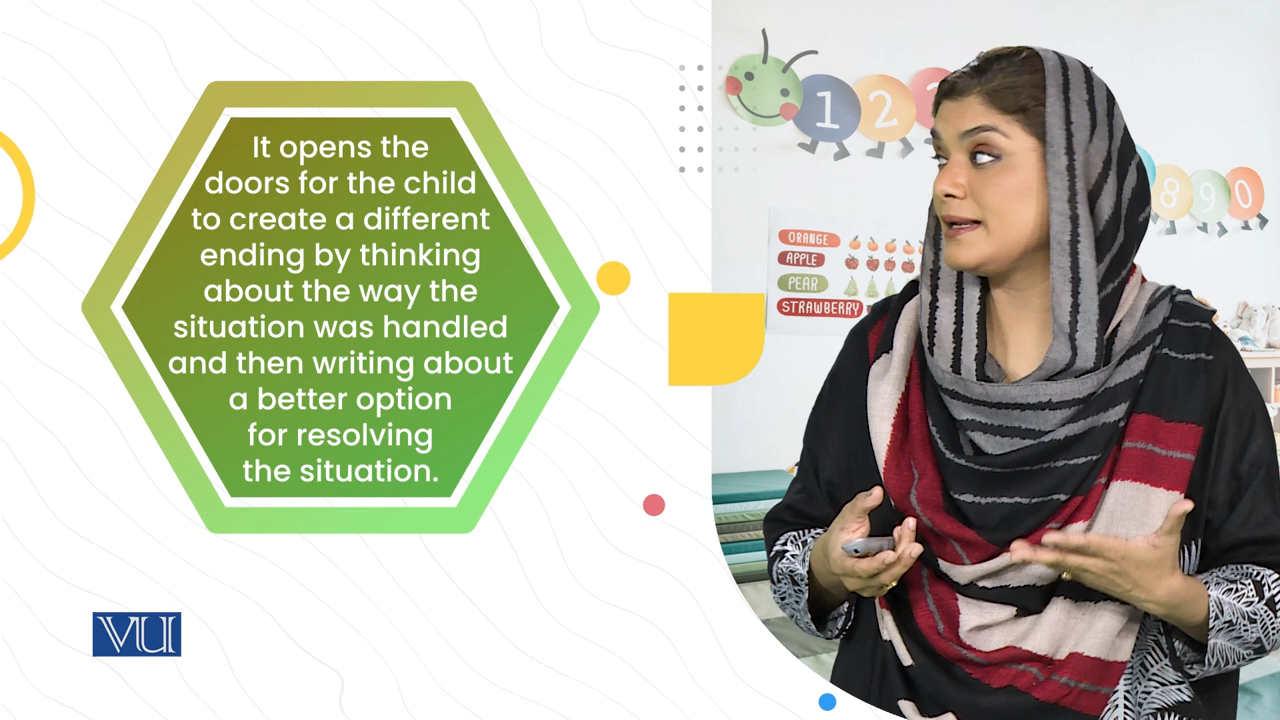 It opens the
doors for the child
to create a different
ending by thinking
about the way the
situation was handled
and then writing about
a better option
for resolving
the situation.
VU
1 2
8 9 0
ORANGE
APPLE
PEAR
STRAWBERRY